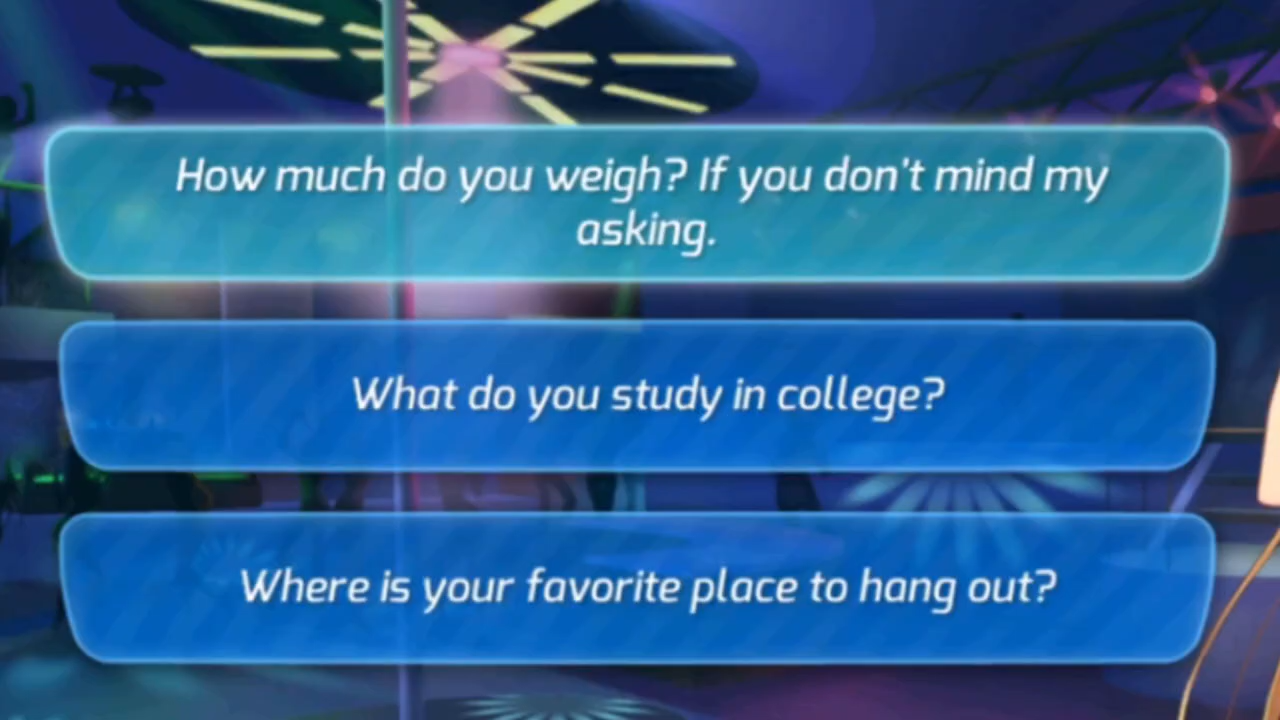 How much do you weigh? If you don't mind my
asking.
What do you study in college?
Where is your favorite place to hang out?